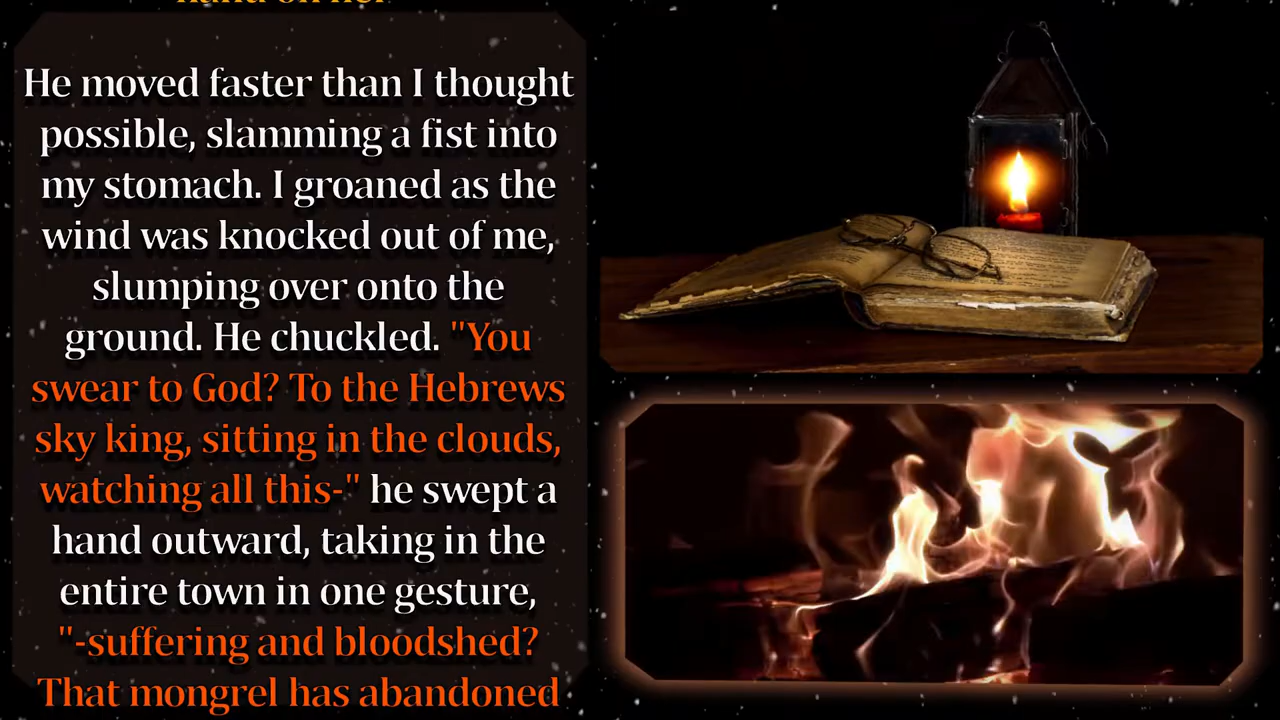 hand on her
He moved faster than I thought
possible, slamming a fist into
my stomach. I groaned as the
wind was knocked out of me,
slumping over onto the
ground. He chuckled. "You
swear to God? To the Hebrews
sky king, sitting in the clouds,
watching all this-" he swept a
hand outward, taking in the
entire town in one gesture,
"-suffering and bloodshed?
That mongrel has abandoned